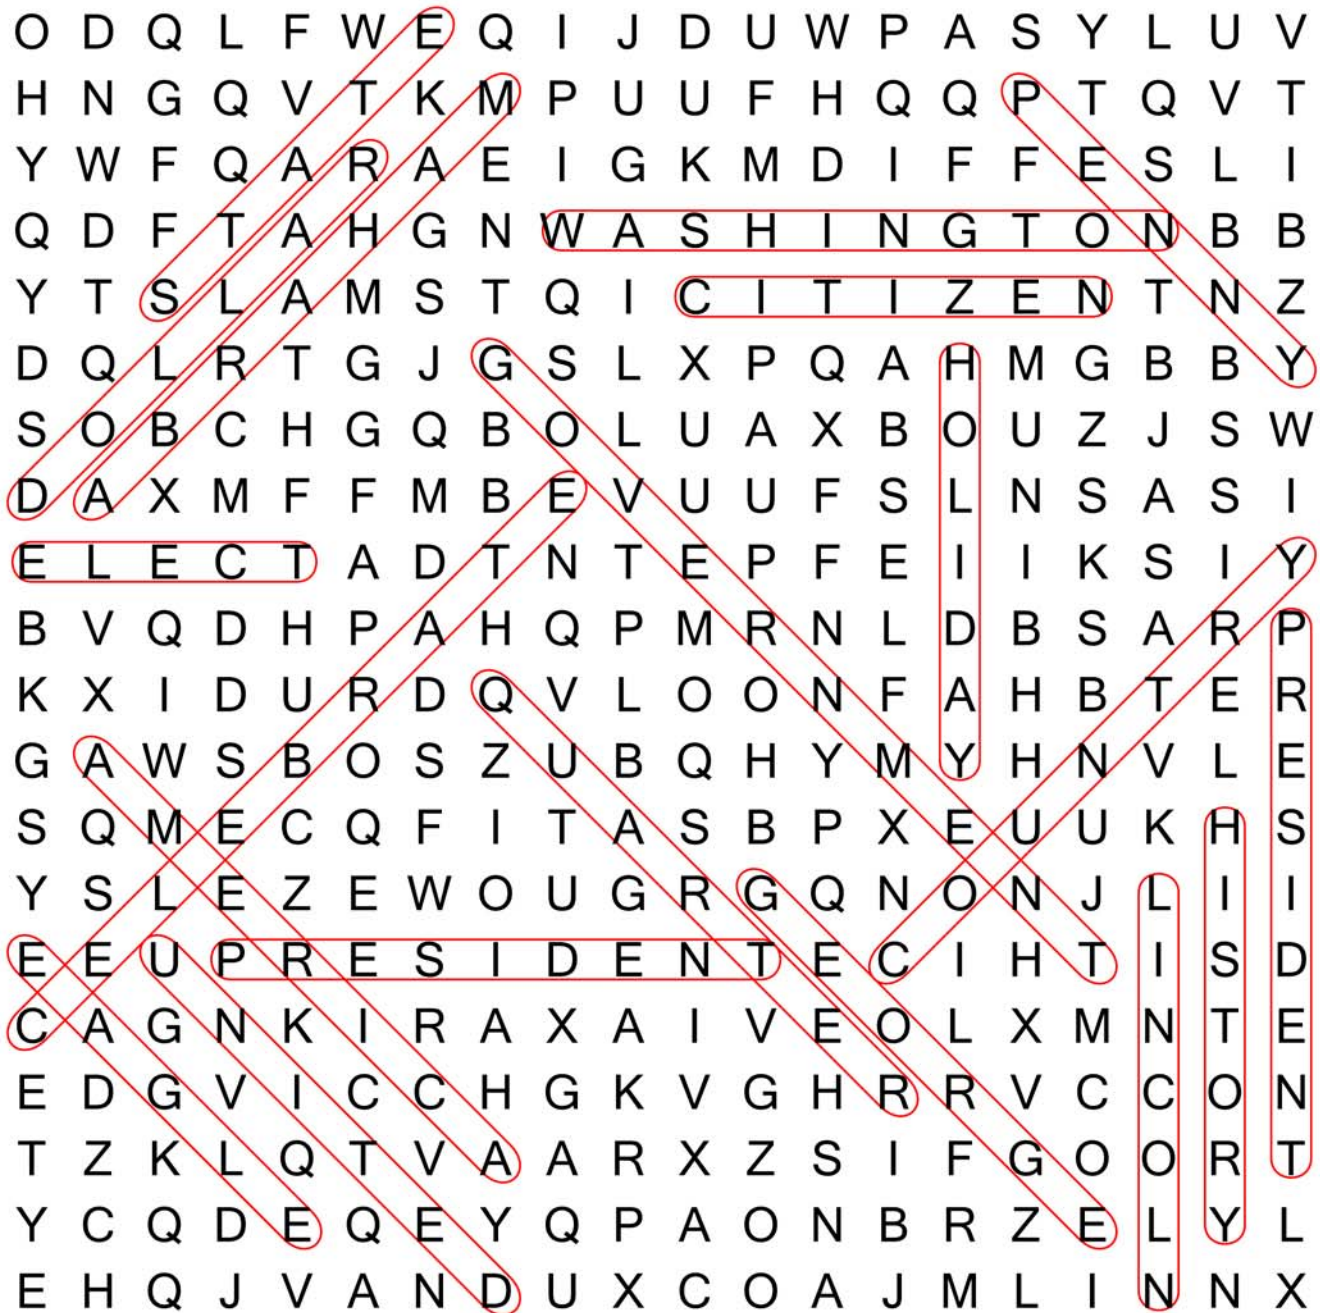 O D Q L F W E Q I J D U W P A S Y L U V
H N G Q V T K M P U U F H Q Q P T Q V T
Y W F Q A R A E I G K M D I F F E S L I
Q D F T A H G N W A S H I N G T O N B B
Y T S L A M S T Q I C I T I Z E N T N Z
D Q L R T G J G S L X P Q A H M G B B Y
S O B C H G Q B O L U A X B O U Z J S W
D A X M F F M B E V U U F S L N S A S I
E L E C T A D T N T E P F E I I K S I Y
B V Q D H P A H Q P M R N L D B S A R P
K X I D U R D Q V L O O N F A H B T E R
G A W S B O S Z U B Q H Y M Y H N V L E
S Q M E C Q F I T A S B P X E U U K H S
Y S L E Z E W O U G R G Q N O N J L I I
E E U P R E S I D E N T E C I H T I S D
C A G N K I R A X A I V E O L X M N T E
E D G V I C C H G K V G H R R V C C O N
T Z K L Q T V A A R X Z S I F G O O R T
Y C Q D E Q E Y Q P A O N B R Z E L Y L
E H Q J V A N D U X C O A J M L I N N X